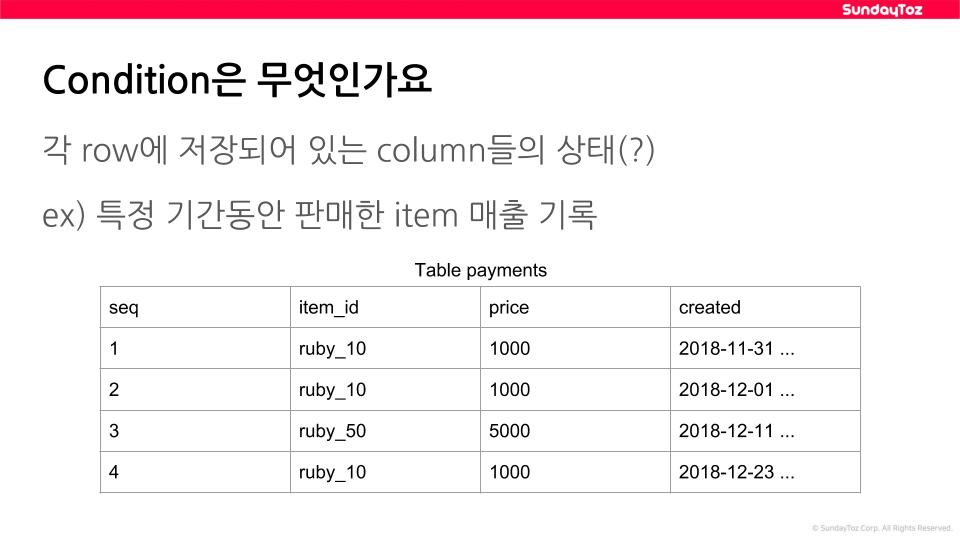 SundayToz
Condition은 무엇인가요
각 row에 저장되어 있는 column들의 상태(?)
ex) 특정 기간동안 판매한 item 매출 기록
Table payments
seq item_id price created
1 ruby_10 1000 2018-11-31 ...
2 ruby_10 1000 2018-12-01 ...
3 ruby_50 5000 2018-12-11 ...
4 ruby_10 1000 2018-12-23 ...
© SundayToz Corp. All Rights Reserved.